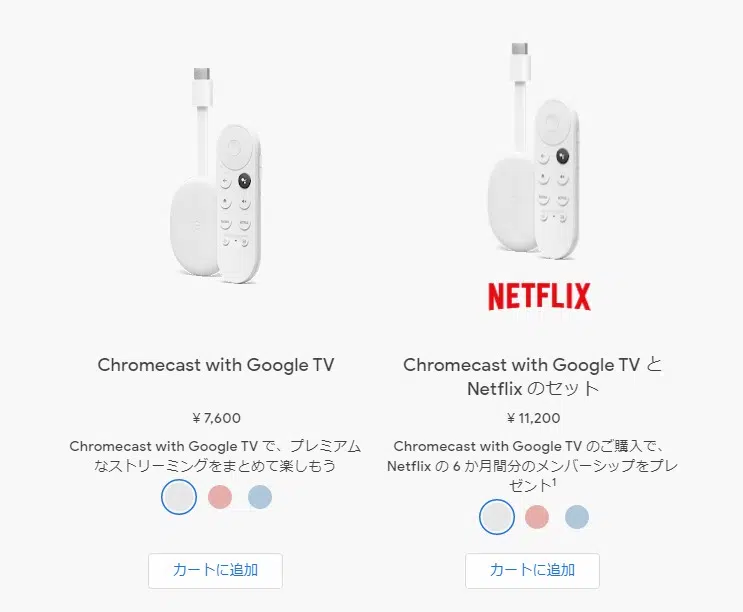 NETFLIX
Chromecast with Google TV
¥ 7,600
Chromecast with Google TV で、プレミアム
なストリーミングをまとめて楽しもう
カートに追加
Chromecast with Google TV と
Netflix のセット
¥ 11,200
Chromecast with Google TV のご購入で、
Netflix の 6 か月間分のメンバーシップをプレ
ゼント¹
カートに追加